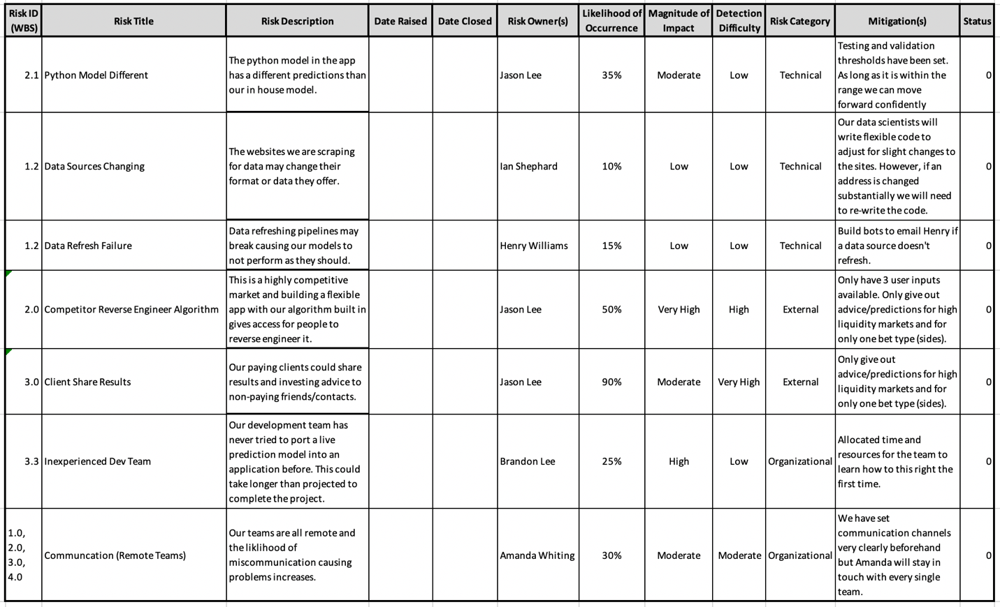 Risk ID
(WBS)
Risk Title
Risk Description
Date Raised
Date Closed
Risk Owner(s)
Likelihood of
Occurrence
Magnitude of
Impact
Detection
Difficulty
Risk Category
Mitigation(s)
Status
2.1
Python Model Different
The python model in the app
has a different predictions than
our in house model.
Jason Lee
35%
Moderate
Low
Technical
Testing and validation
thresholds have been set.
As long as it is within the
range we can move
forward confidently
0
1.2
Data Sources Changing
The websites we are scraping
for data may change their
format or data they offer.
Ian Shephard
10%
Low
Low
Technical
Our data scientists will
write flexible code to
adjust for slight changes to
the sites. However, if an
address is changed
substantially we will need
to re-write the code.
0
1.2
Data Refresh Failure
Data refreshing pipelines may
break causing our models to
not perform as they should.
Henry Williams
15%
Low
Low
Technical
Build bots to email Henry if
a data source doesn't
refresh.
0
2.0
Competitor Reverse Engineer Algorithm
This is a highly competitive
market and building a flexible
app with our algorithm built in
gives access for people to
reverse engineer it.
Jason Lee
50%
Very High
High
External
Only have 3 user inputs
available. Only give out
advice/predictions for high
liquidity markets and for
only one bet type (sides).
0
3.0
Client Share Results
Our paying clients could share
results and investing advice to
non-paying friends/contacts.
Jason Lee
90%
Moderate
Very High
External
Only give out
advice/predictions for high
liquidity markets and for
only one bet type (sides).
0
3.3
Inexperienced Dev Team
Our development team has
never tried to port a live
prediction model into an
application before. This could
take longer than projected to
complete the project.
Brandon Lee
25%
High
Low
Organizational
Allocated time and
resources for the team to
learn how to this right the
first time.
0
1.0,
2.0,
3.0,
4.0
Communcation (Remote Teams)
Our teams are all remote and
the liklihood of
miscommunication causing
problems increases.
Amanda Whiting
30%
Moderate
Moderate
Organizational
We have set
communication channels
very clearly beforehand
but Amanda will stay in
touch with every single
team.
0